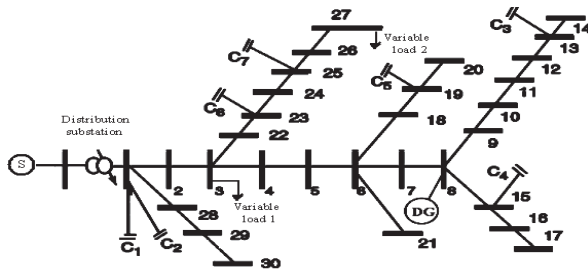 27
14
C3
13
Variable
load 2
26
12
C7
25
20
C5
19
11
24
Distribution
substation
C6
23
18
10
22
9
S
2
3
4
5
6
7
8
C4
Variable
load 1
28
DG
15
C1
C2
29
16
21
30
17